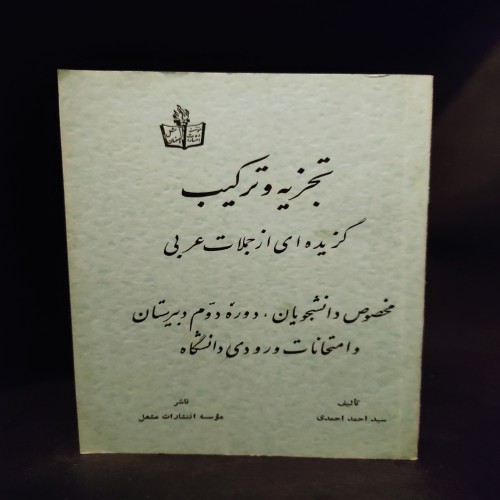 تجزیه و ترکیب
گزیده ای از جملات عربی
مخصوص دانشجویان، دورهٔ دوّم دبیرستان
و امتحانات ورودی دانشگاه
تألیف
سید احمد احمدی
ناشر
مؤسسه انتشارات مشعل